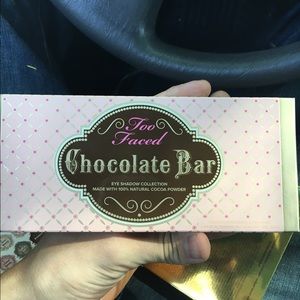 Too
Faced
Chocolate Bar
EYE SHADOW COLLECTION
MADE WITH 100% NATURAL COCOA POWDER